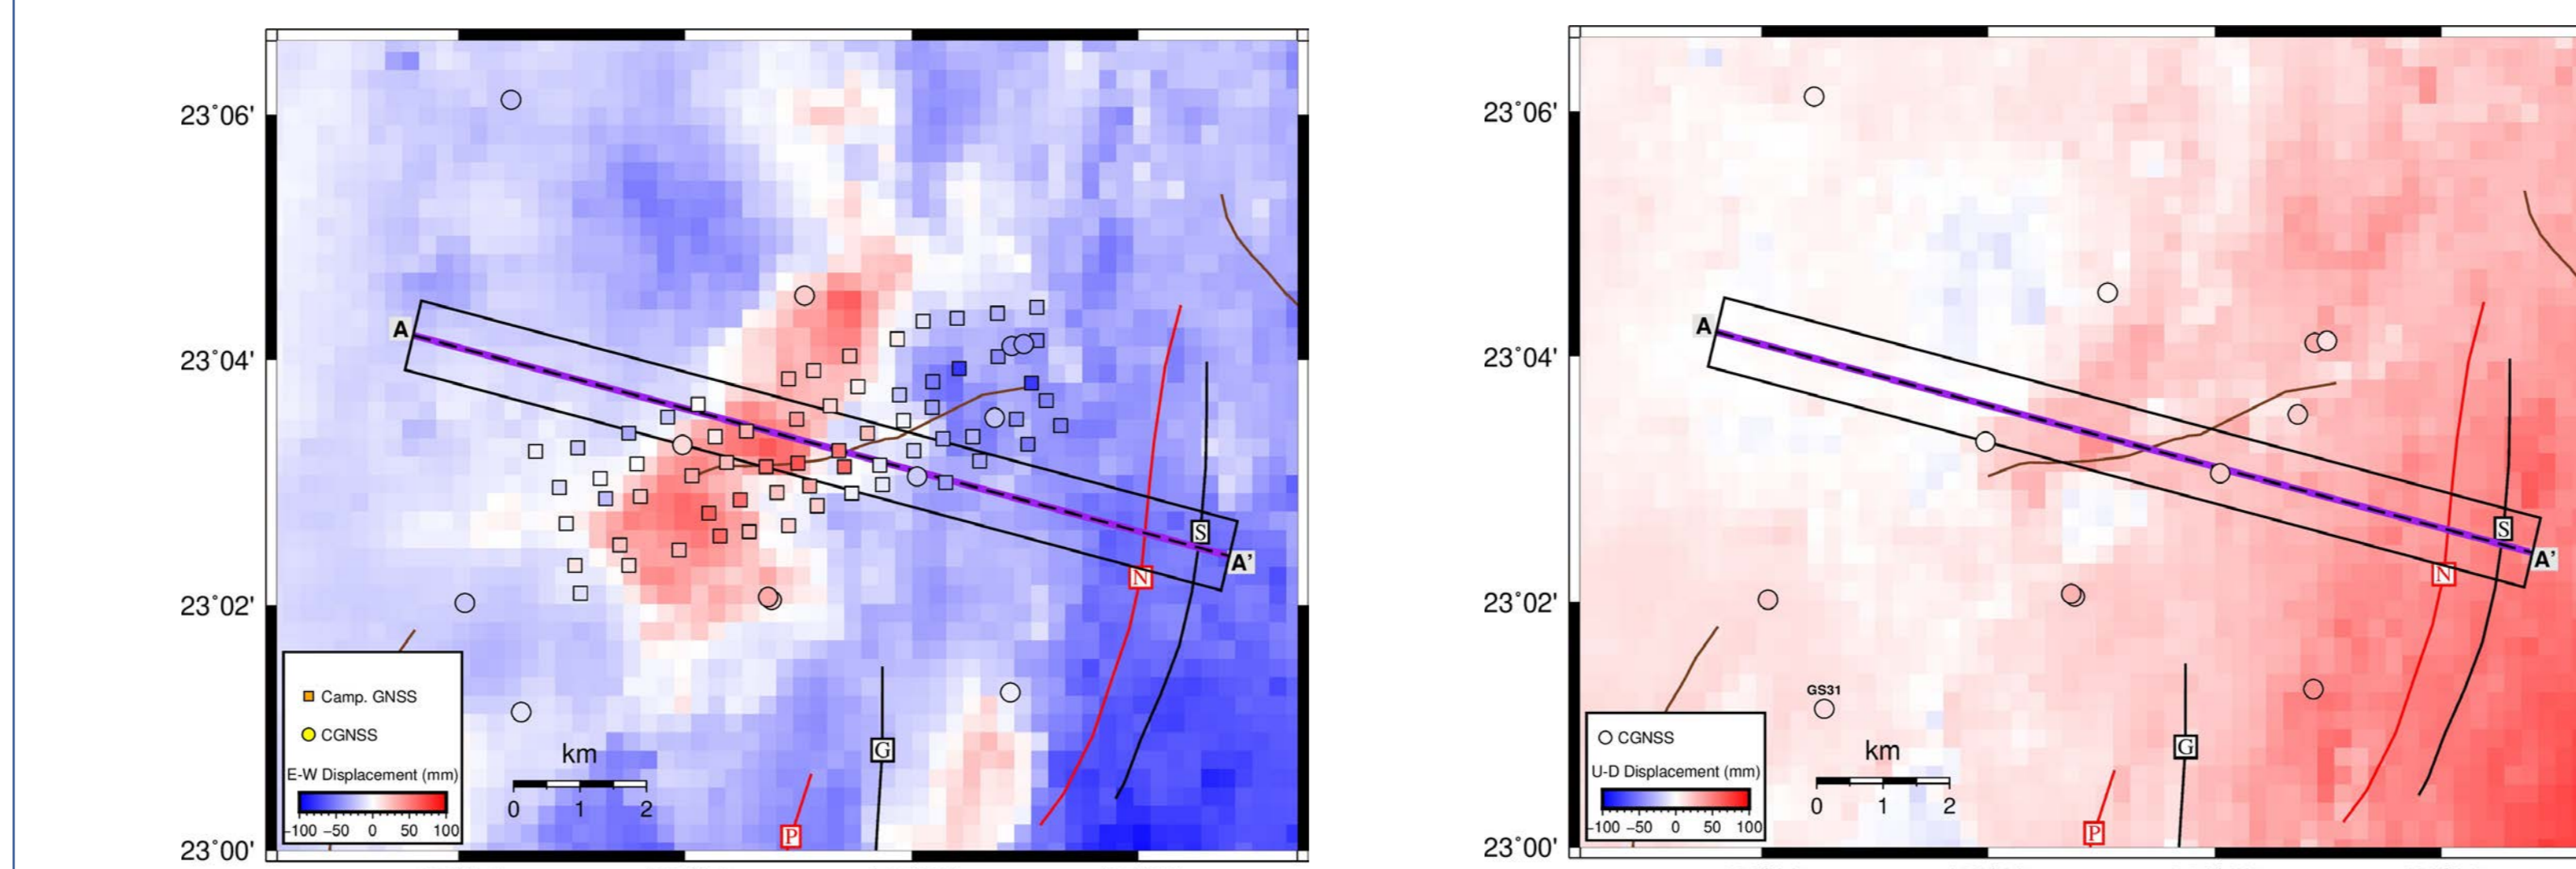 23°06'
23°04'
23°02'
23°00'
A
A'
S
N
G
P
Camp. GNSS
CGNSS
E-W Displacement (mm)
−100 −50 0 50 100
km
0 1 2
23°06'
23°04'
23°02'
23°00'
A
A'
S
N
G
P
GS31
CGNSS
U-D Displacement (mm)
−100 −50 0 50 100
km
0 1 2